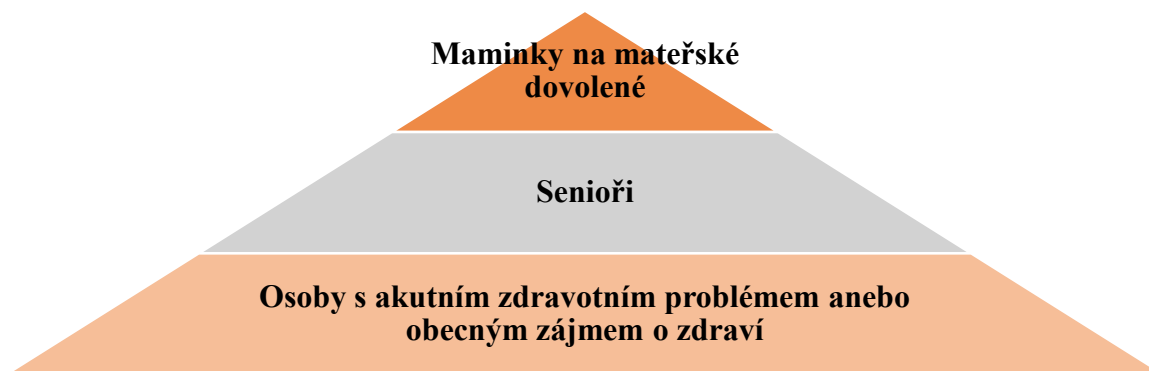 Maminky na mateřské
dovolené
Senioři
Osoby s akutním zdravotním problémem anebo
obecným zájmem o zdraví